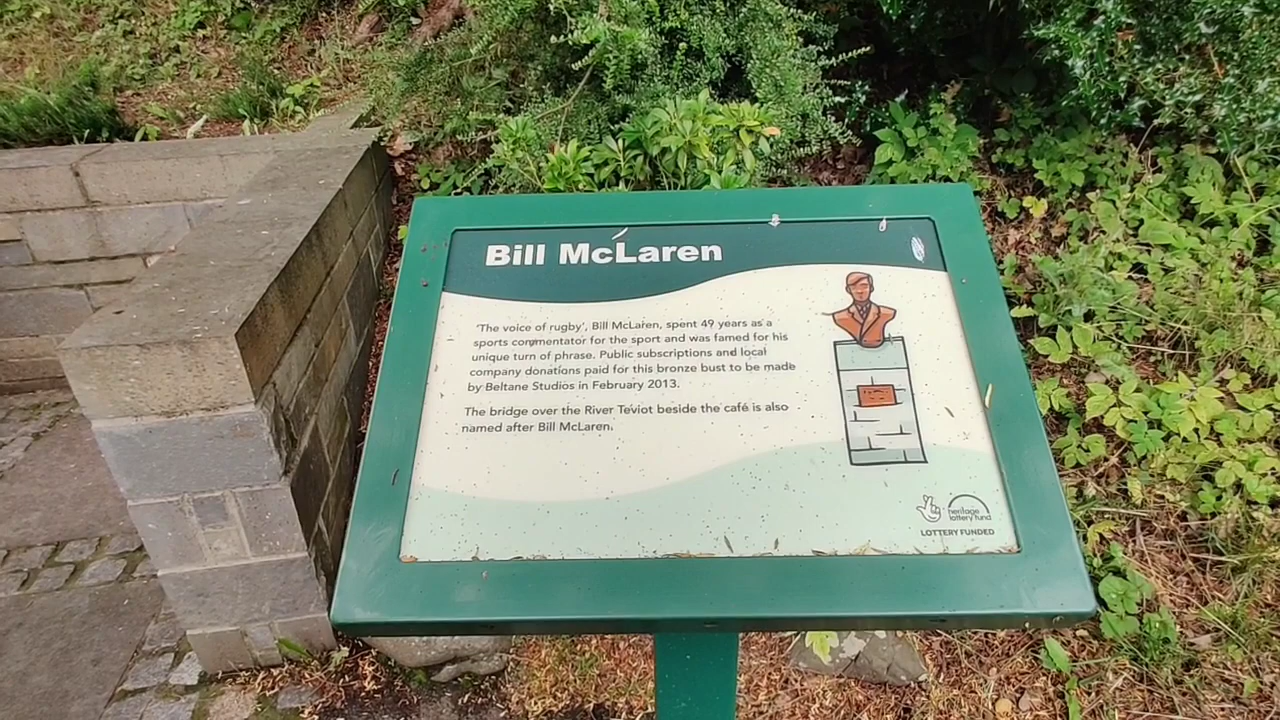 Bill McLaren
'The voice of rugby', Bill McLaren, spent 49 years as a
sports commentator for the sport and was famed for his
unique turn of phrase. Public subscriptions and local
company donations paid for this bronze bust to be made
by Beltane Studios in February 2013.
The bridge over the River Teviot beside the café is also
named after Bill McLaren.
heritage
lottery fund
LOTTERY FUNDED